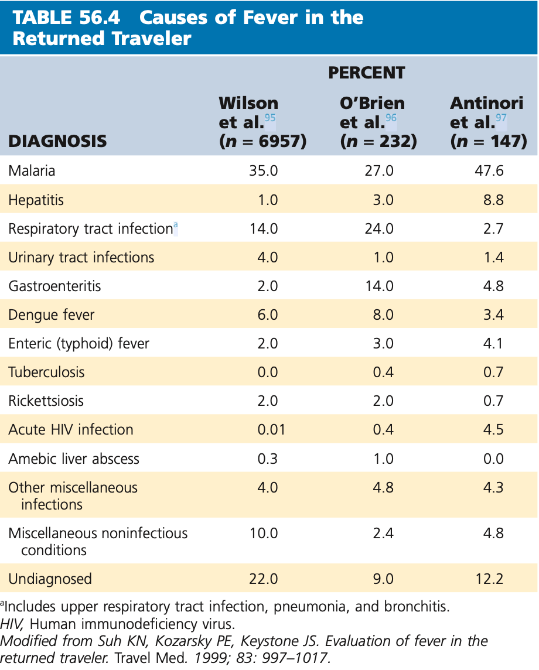 TABLE 56.4 Causes of Fever in the
Returned Traveler
PERCENT
DIAGNOSIS Wilson et al.95 (n = 6957) O’Brien et al.96 (n = 232) Antinori et al.97 (n = 147)
Malaria 35.0 27.0 47.6
Hepatitis 1.0 3.0 8.8
Respiratory tract infectiona 14.0 24.0 2.7
Urinary tract infections 4.0 1.0 1.4
Gastroenteritis 2.0 14.0 4.8
Dengue fever 6.0 8.0 3.4
Enteric (typhoid) fever 2.0 3.0 4.1
Tuberculosis 0.0 0.4 0.7
Rickettsiosis 2.0 2.0 0.7
Acute HIV infection 0.01 0.4 4.5
Amebic liver abscess 0.3 1.0 0.0
Other miscellaneous 4.0 4.8 4.3
infections
Miscellaneous noninfectious 10.0 2.4 4.8
conditions
Undiagnosed 22.0 9.0 12.2
aIncludes upper respiratory tract infection, pneumonia, and bronchitis.
HIV, Human immunodeficiency virus.
Modified from Suh KN, Kozarsky PE, Keystone JS. Evaluation of fever in the
returned traveler. Travel Med. 1999; 83: 997–1017.